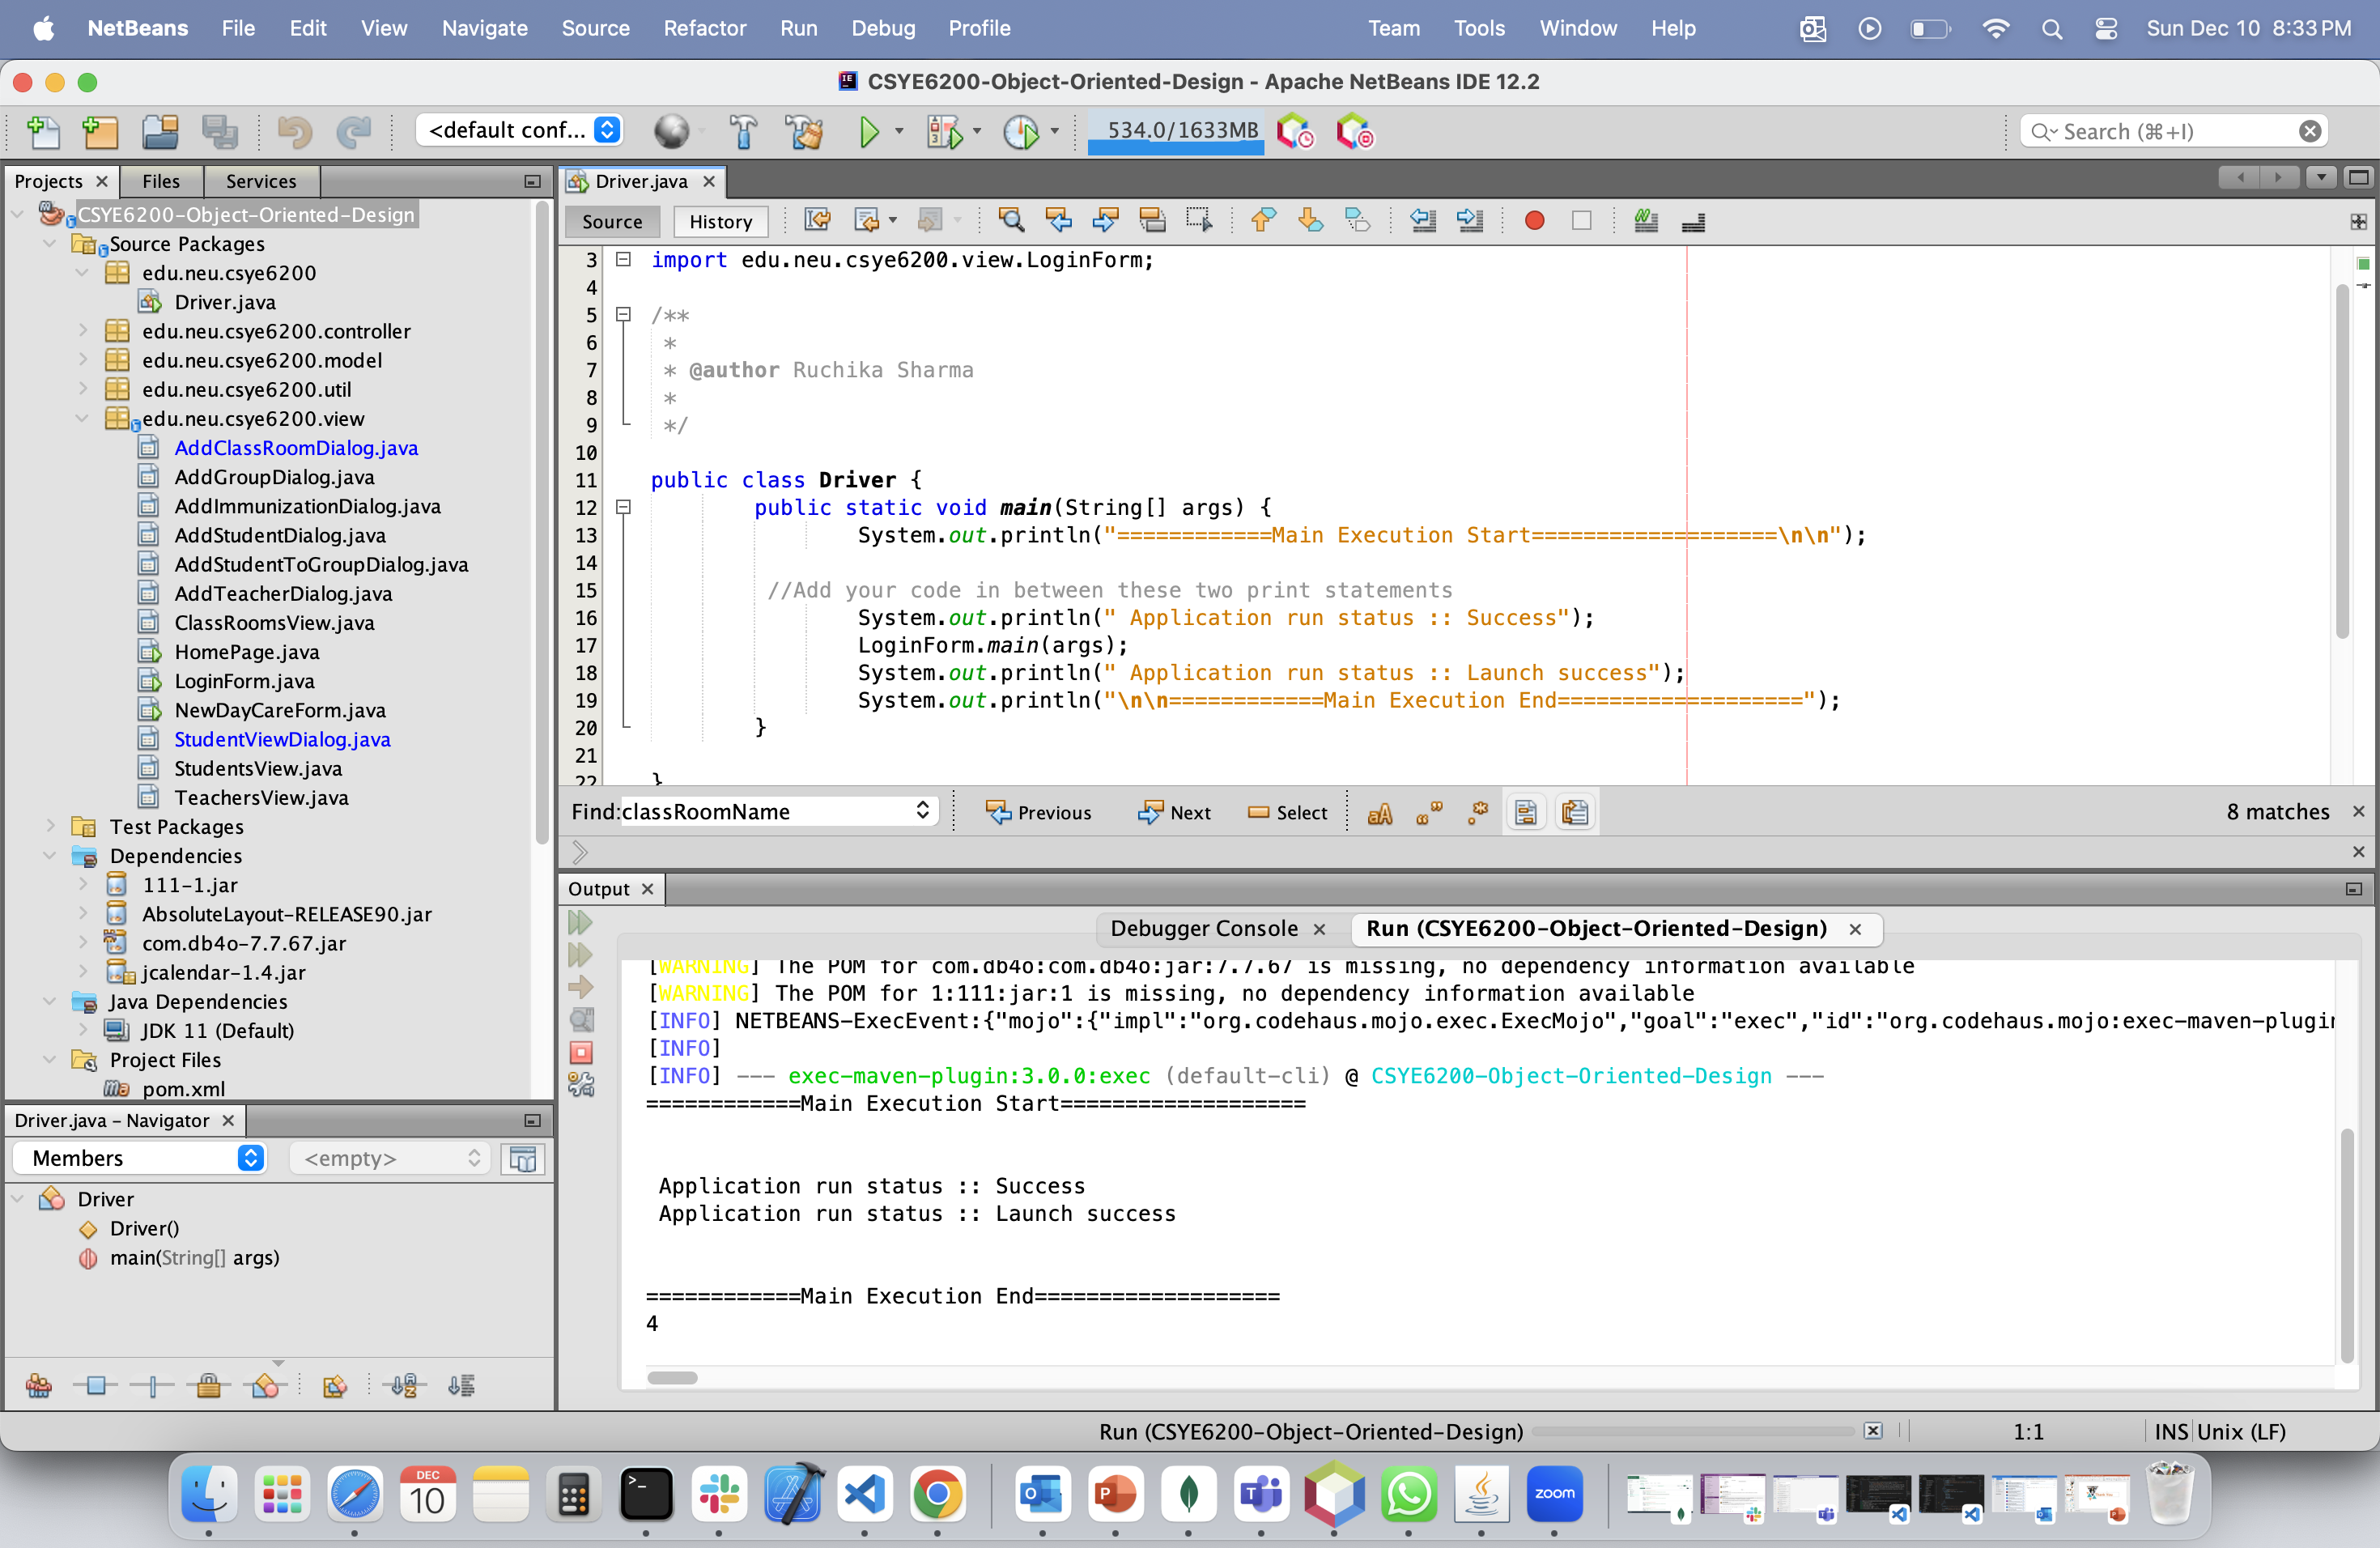 NetBeans File Edit View Navigate Source Refactor Run Debug Profile Team Tools Window Help Sun Dec 10 8:33 PM
CSYE6200-Object-Oriented-Design - Apache NetBeans IDE 12.2
<default conf... 534.0/1633MB Search (⌘+I)
Projects Files Services
CSYE6200-Object-Oriented-Design
Source Packages
edu.neu.csye6200
Driver.java
edu.neu.csye6200.controller
edu.neu.csye6200.model
edu.neu.csye6200.util
edu.neu.csye6200.view
AddClassRoomDialog.java
AddGroupDialog.java
AddImmunizationDialog.java
AddStudentDialog.java
AddStudentToGroupDialog.java
AddTeacherDialog.java
ClassRoomsView.java
HomePage.java
LoginForm.java
NewDayCareForm.java
StudentViewDialog.java
StudentsView.java
TeachersView.java
Test Packages
Dependencies
111-1.jar
AbsoluteLayout-RELEASE90.jar
com.db4o-7.7.67.jar
jcalendar-1.4.jar
Java Dependencies
JDK 11 (Default)
Project Files
pom.xml
Driver.java - Navigator
Members <empty>
Driver
Driver()
main(String[] args)
Driver.java
Source History
3 import edu.neu.csye6200.view.LoginForm;
4
5 /**
6 *
7 * @author Ruchika Sharma
8 *
9 */
10
11 public class Driver {
12 public static void main(String[] args) {
13 System.out.println("============Main Execution Start===================\n\n");
14
15 //Add your code in between these two print statements
16 System.out.println(" Application run status :: Success");
17 LoginForm.main(args);
18 System.out.println(" Application run status :: Launch success");
19 System.out.println("\n\n============Main Execution End===================");
20 }
21
22 }
Find: classRoomName Previous Next Select 8 matches
Output
Debugger Console Run (CSYE6200-Object-Oriented-Design)
[WARNING] The POM for com.db4o:com.db4o:jar:7.7.67 is missing, no dependency information available
[WARNING] The POM for 1:111:jar:1 is missing, no dependency information available
[INFO] NETBEANS-ExecEvent:{"mojo":{"impl":"org.codehaus.mojo.exec.ExecMojo","goal":"exec","id":"org.codehaus.mojo:exec-maven-plugin
[INFO]
[INFO] --- exec-maven-plugin:3.0.0:exec (default-cli) @ CSYE6200-Object-Oriented-Design ---
============Main Execution Start===================
Application run status :: Success
Application run status :: Launch success
============Main Execution End===================
4
Run (CSYE6200-Object-Oriented-Design) 1:1 INS Unix (LF)
DEC
10
zoom